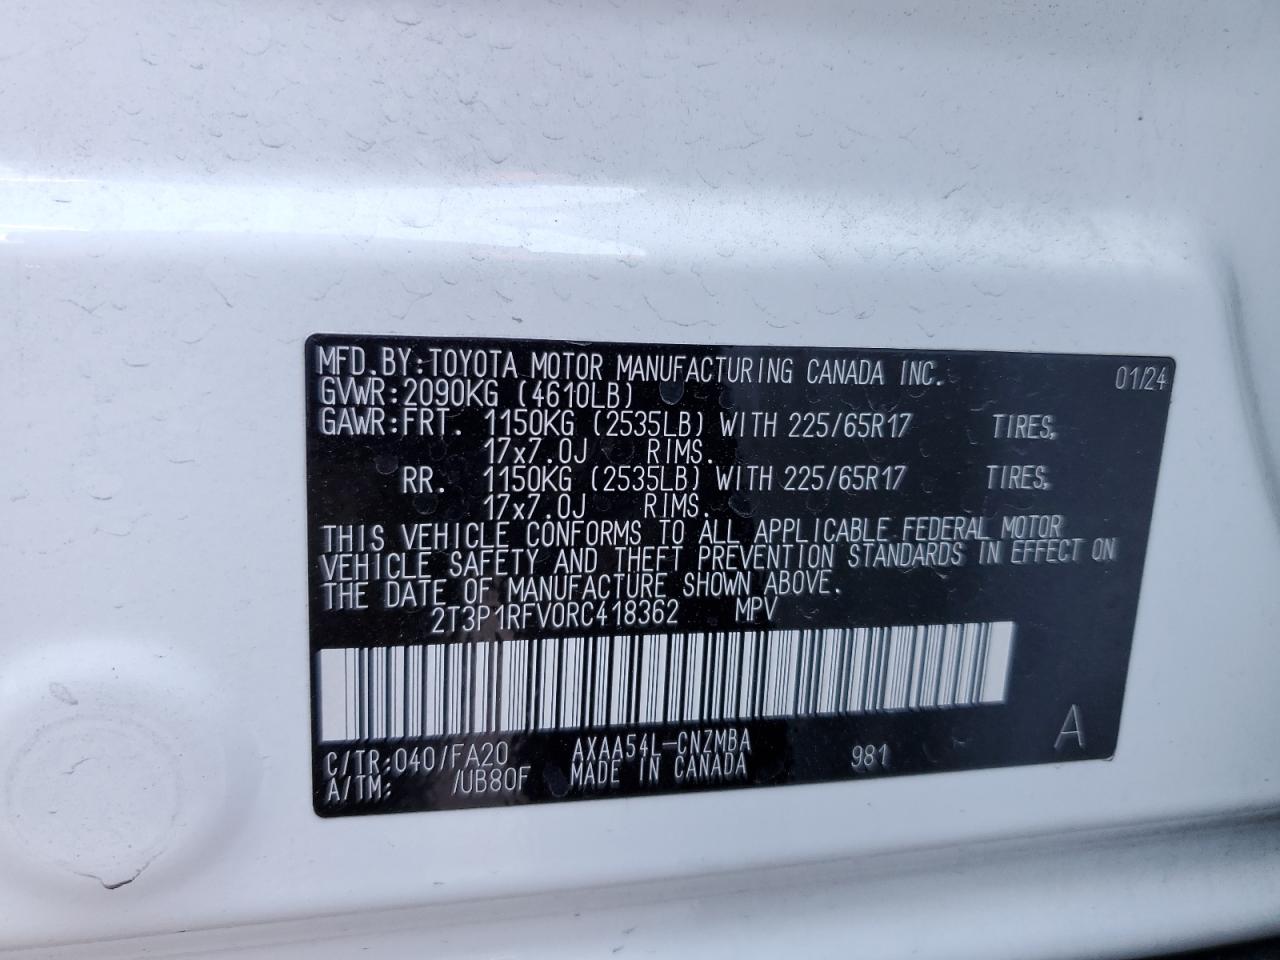 MFD.BY:TOYOTA MOTOR MANUFACTURING CANADA INC. 01/24
GVWR:2090KG (4610LB)
GAWR:FRT. 1150KG (2535LB) WITH 225/65R17 TIRES,
17x7.0J RIMS.
RR. 1150KG (2535LB) WITH 225/65R17 TIRES,
17x7.0J RIMS.
THIS VEHICLE CONFORMS TO ALL APPLICABLE FEDERAL MOTOR
VEHICLE SAFETY AND THEFT PREVENTION STANDARDS IN EFFECT ON
THE DATE OF MANUFACTURE SHOWN ABOVE.
2T3P1RFV0RC418362 MPV
C/TR:040/FA20 AXAA54L-CNZMBA 981 A
A/TM: /UB80F MADE IN CANADA